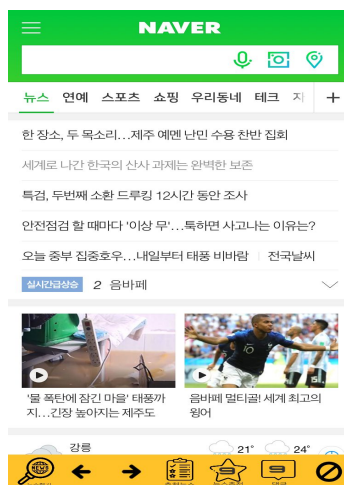 NAVER
뉴스 연예 스포츠 쇼핑 우리동네 테크
한 장소, 두 목소리...제주 예멘 난민 수용 찬반 집회
세계로 나간 한국의 산사 과제는 완벽한 보존
특검, 두번째 소환 드루킹 12시간 동안 조사
안전점검 할 때마다 '이상 무'...툭하면 사고나는 이유는?
오늘 중부 집중호우...내일부터 태풍 비바람 | 전국날씨
실시간급상승 2 음바페
'물 폭탄에 잠긴 마을' 태풍까지...긴장 높아지는 제주도
음바페 멀티골! 세계 최고의 윙어
강릉
21° 24°
NEWS